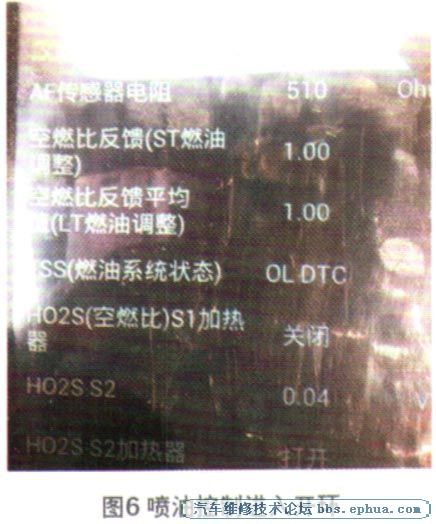 AF传感器电阻 510 Oh
空燃比反馈(ST燃油 1.00
调整)
空燃比反馈平均 1.00
值(LT燃油调整)
FSS(燃油系统状态) OL DTC
HO2S(空燃比)S1加热 关闭
器
HO2S S2 0.04 V
HO2S S2加热器 打开
图6 喷油控制进入开环
汽车维修技术论坛 bbs.ephua.com